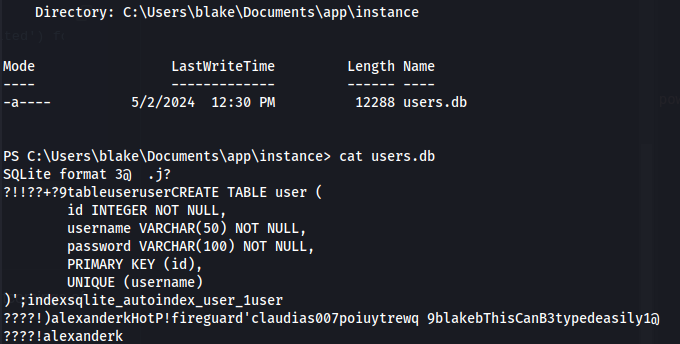 Directory: C:\Users\blake\Documents\app\instance
Mode LastWriteTime Length Name
---- ------------- ------ ----
-a---- 5/2/2024 12:30 PM 12288 users.db
PS C:\Users\blake\Documents\app\instance> cat users.db
SQLite format 3@ .j?
?!!??+?9tableuseruserCREATE TABLE user (
id INTEGER NOT NULL,
username VARCHAR(50) NOT NULL,
password VARCHAR(100) NOT NULL,
PRIMARY KEY (id),
UNIQUE (username)
)';indexsqlite_autoindex_user_1user
????!)alexanderkHotP!fireguard'claudias007poiuytrewq 9blakebThisCanB3typedeasily1@
????!alexanderk